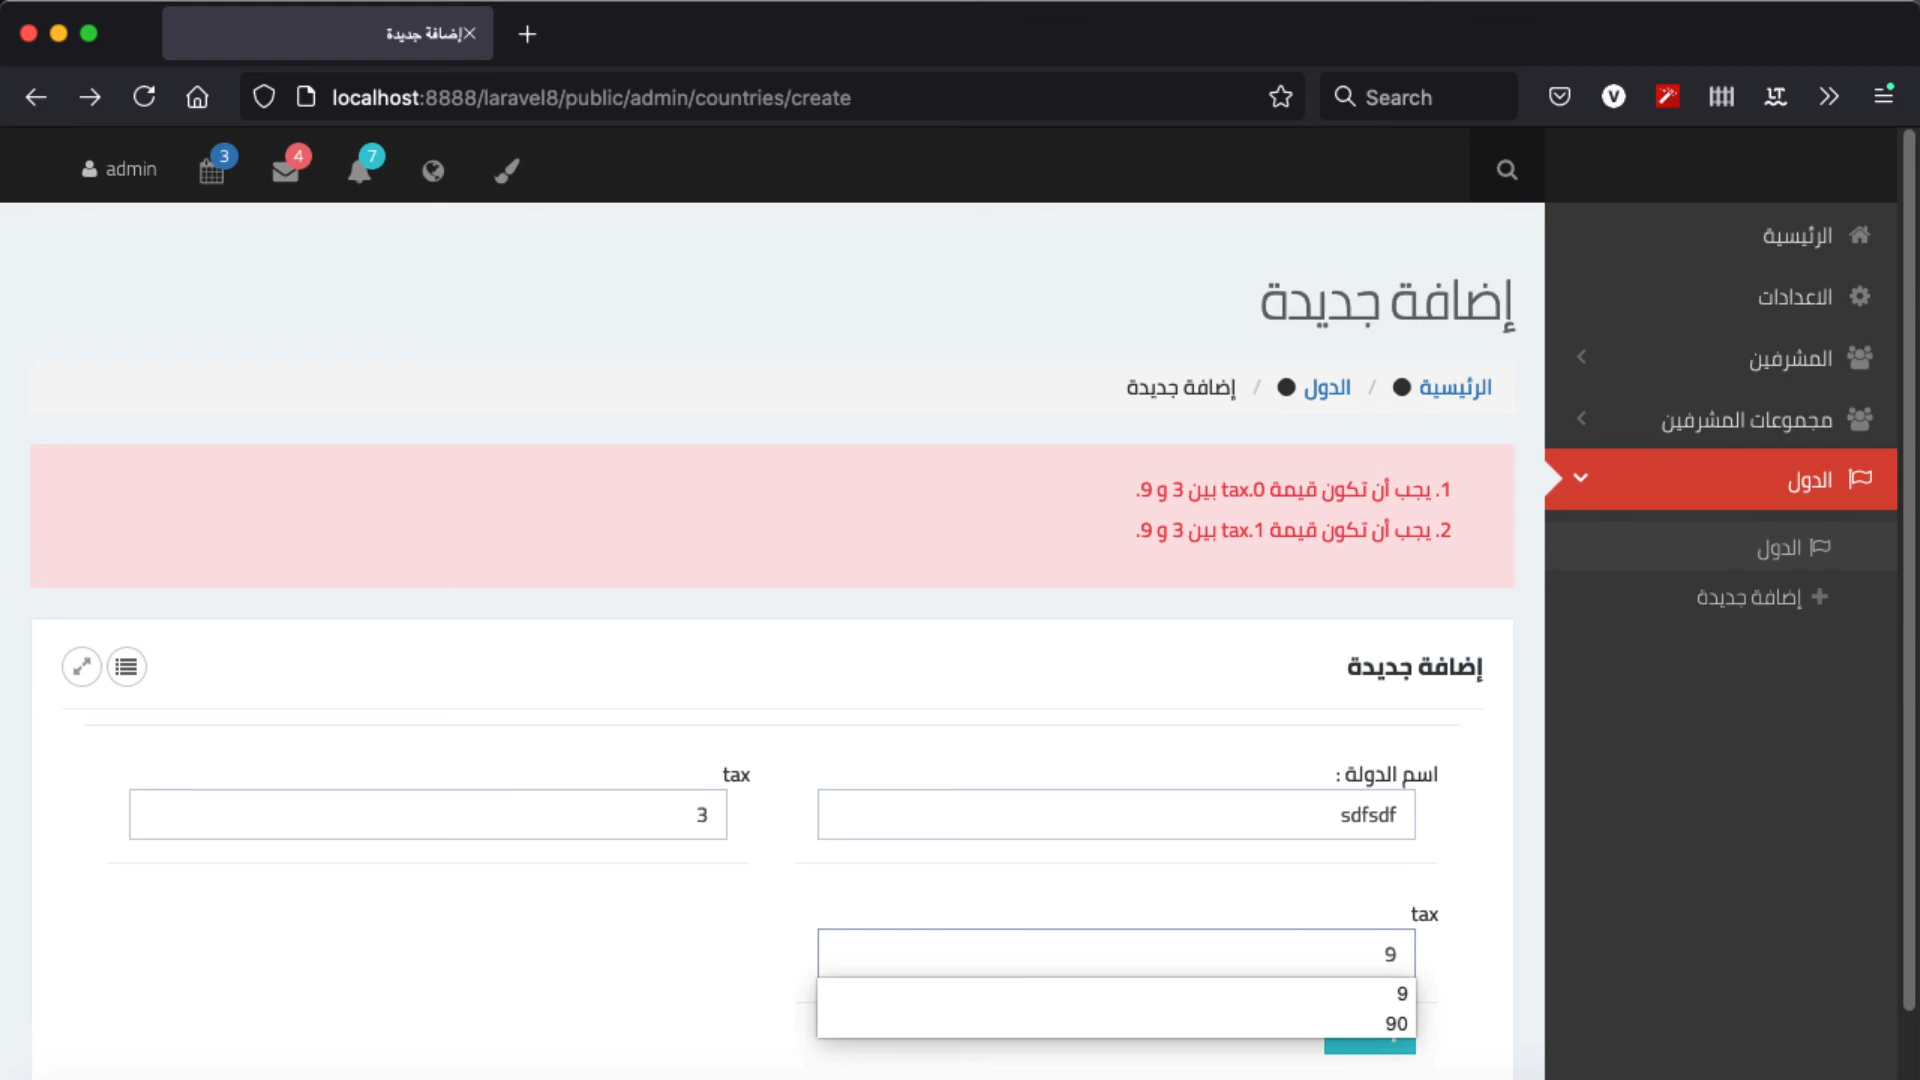 إضافة جديدة
localhost:8888/laravel8/public/admin/countries/create
Search
admin
3
4
7
الرئيسية
الاعدادات
المشرفين
مجموعات المشرفين
الدول
الدول
إضافة جديدة
إضافة جديدة
الرئيسية / الدول / إضافة جديدة
1. يجب أن تكون قيمة tax.0 بين 3 و 9.
2. يجب أن تكون قيمة tax.1 بين 3 و 9.
إضافة جديدة
اسم الدولة :
sdfsdf
tax
3
tax
9
9
90